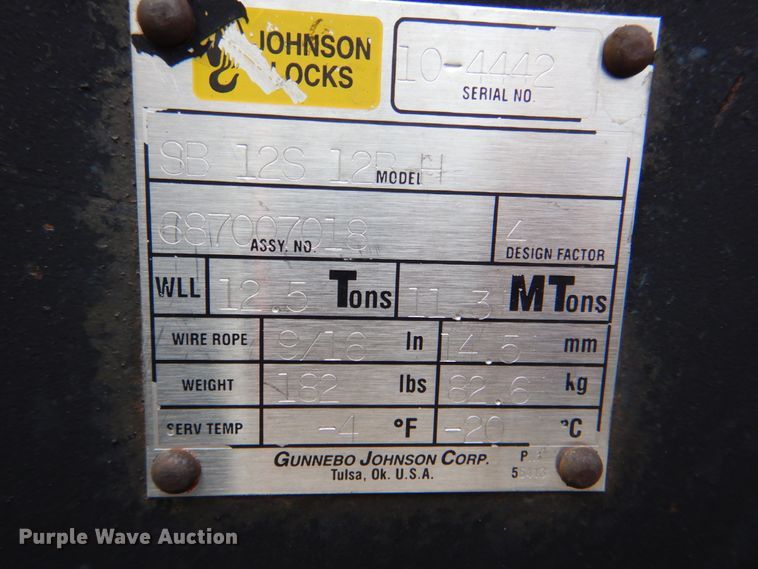 JOHNSON
LOCKS
10-4442
SERIAL NO.
SB 12S 12B H
MODEL
687007018
ASSY. NO.
4
DESIGN FACTOR
WLL 12.5 Tons 11.3 MTons
WIRE ROPE 9/16 In 14.5 mm
WEIGHT 182 lbs 82.6 kg
SERV TEMP -4 °F -20 °C
GUNNEBO JOHNSON CORP.
Tulsa, Ok. U.S.A.
Purple Wave Auction